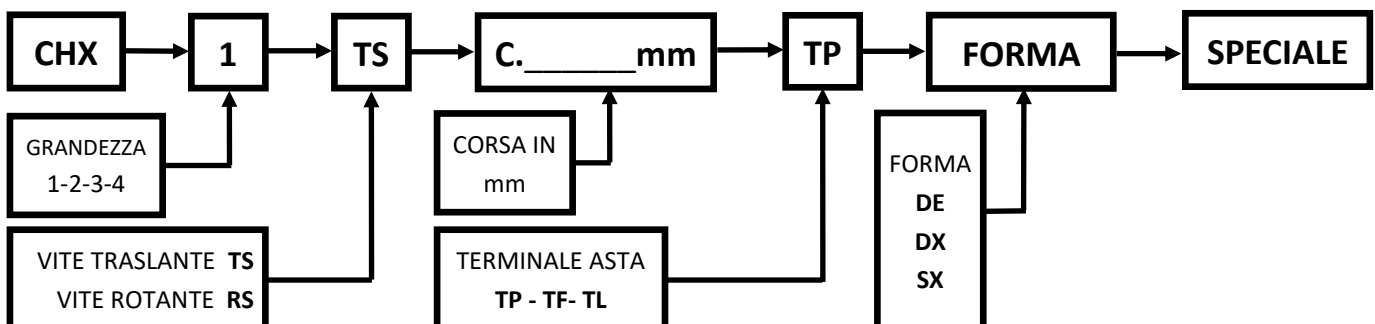 CHX 1 TS C.______mm TP FORMA SPECIALE
GRANDEZZA
1-2-3-4
CORSA IN
mm
FORMA
DE
DX
SX
VITE TRASLANTE TS
VITE ROTANTE RS
TERMINALE ASTA
TP - TF- TL